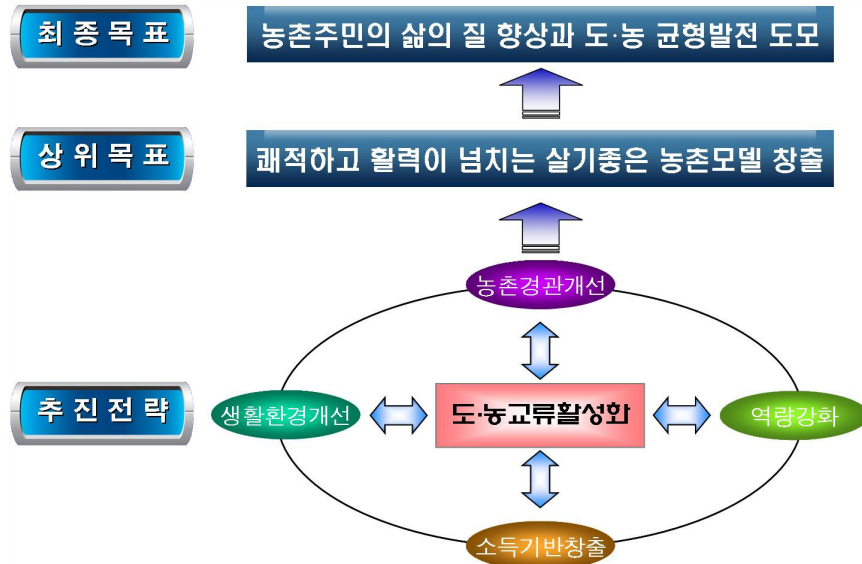 최종목표
농촌주민의 삶의 질 향상과 도·농 균형발전 도모
상위목표
쾌적하고 활력이 넘치는 살기좋은 농촌모델 창출
농촌경관개선
추진전략
생활환경개선
도·농교류활성화
역량강화
소득기반창출